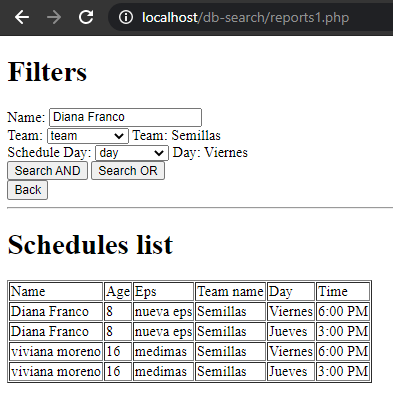 localhost/db-search/reports1.php
Filters
Name: Diana Franco
Team: team Team: Semillas
Schedule Day: day Day: Viernes
Search AND Search OR
Back
Schedules list
Name Age Eps Team name Day Time
Diana Franco 8 nueva eps Semillas Viernes 6:00 PM
Diana Franco 8 nueva eps Semillas Jueves 3:00 PM
viviana moreno 16 medimas Semillas Viernes 6:00 PM
viviana moreno 16 medimas Semillas Jueves 3:00 PM